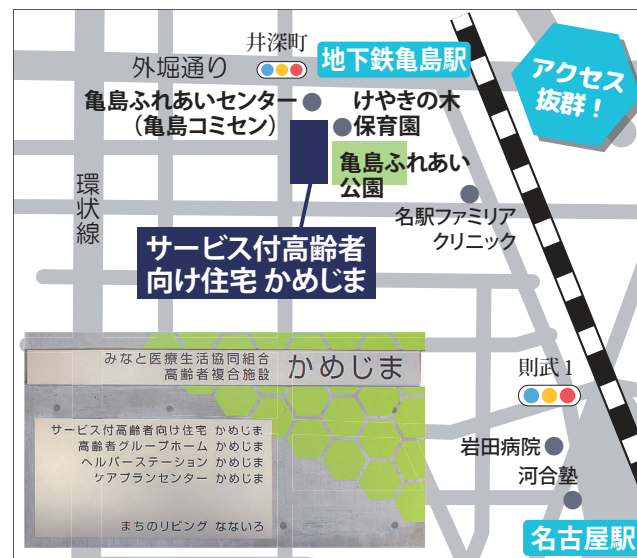 井深町
外堀通り
地下鉄亀島駅
アクセス
抜群！
亀島ふれあいセンター
（亀島コミセン）
けやきの木
保育園
亀島ふれあい
公園
環状線
名駅ファミリア
クリニック
サービス付高齢者
向け住宅 かめじま
みなと医療生活協同組合
高齢者複合施設
かめじま
サービス付高齢者向け住宅 かめじま
高齢者グループホーム かめじま
ヘルパーステーション かめじま
ケアプランセンター かめじま
まちのリビング なないろ
則武1
岩田病院
河合塾
名古屋駅